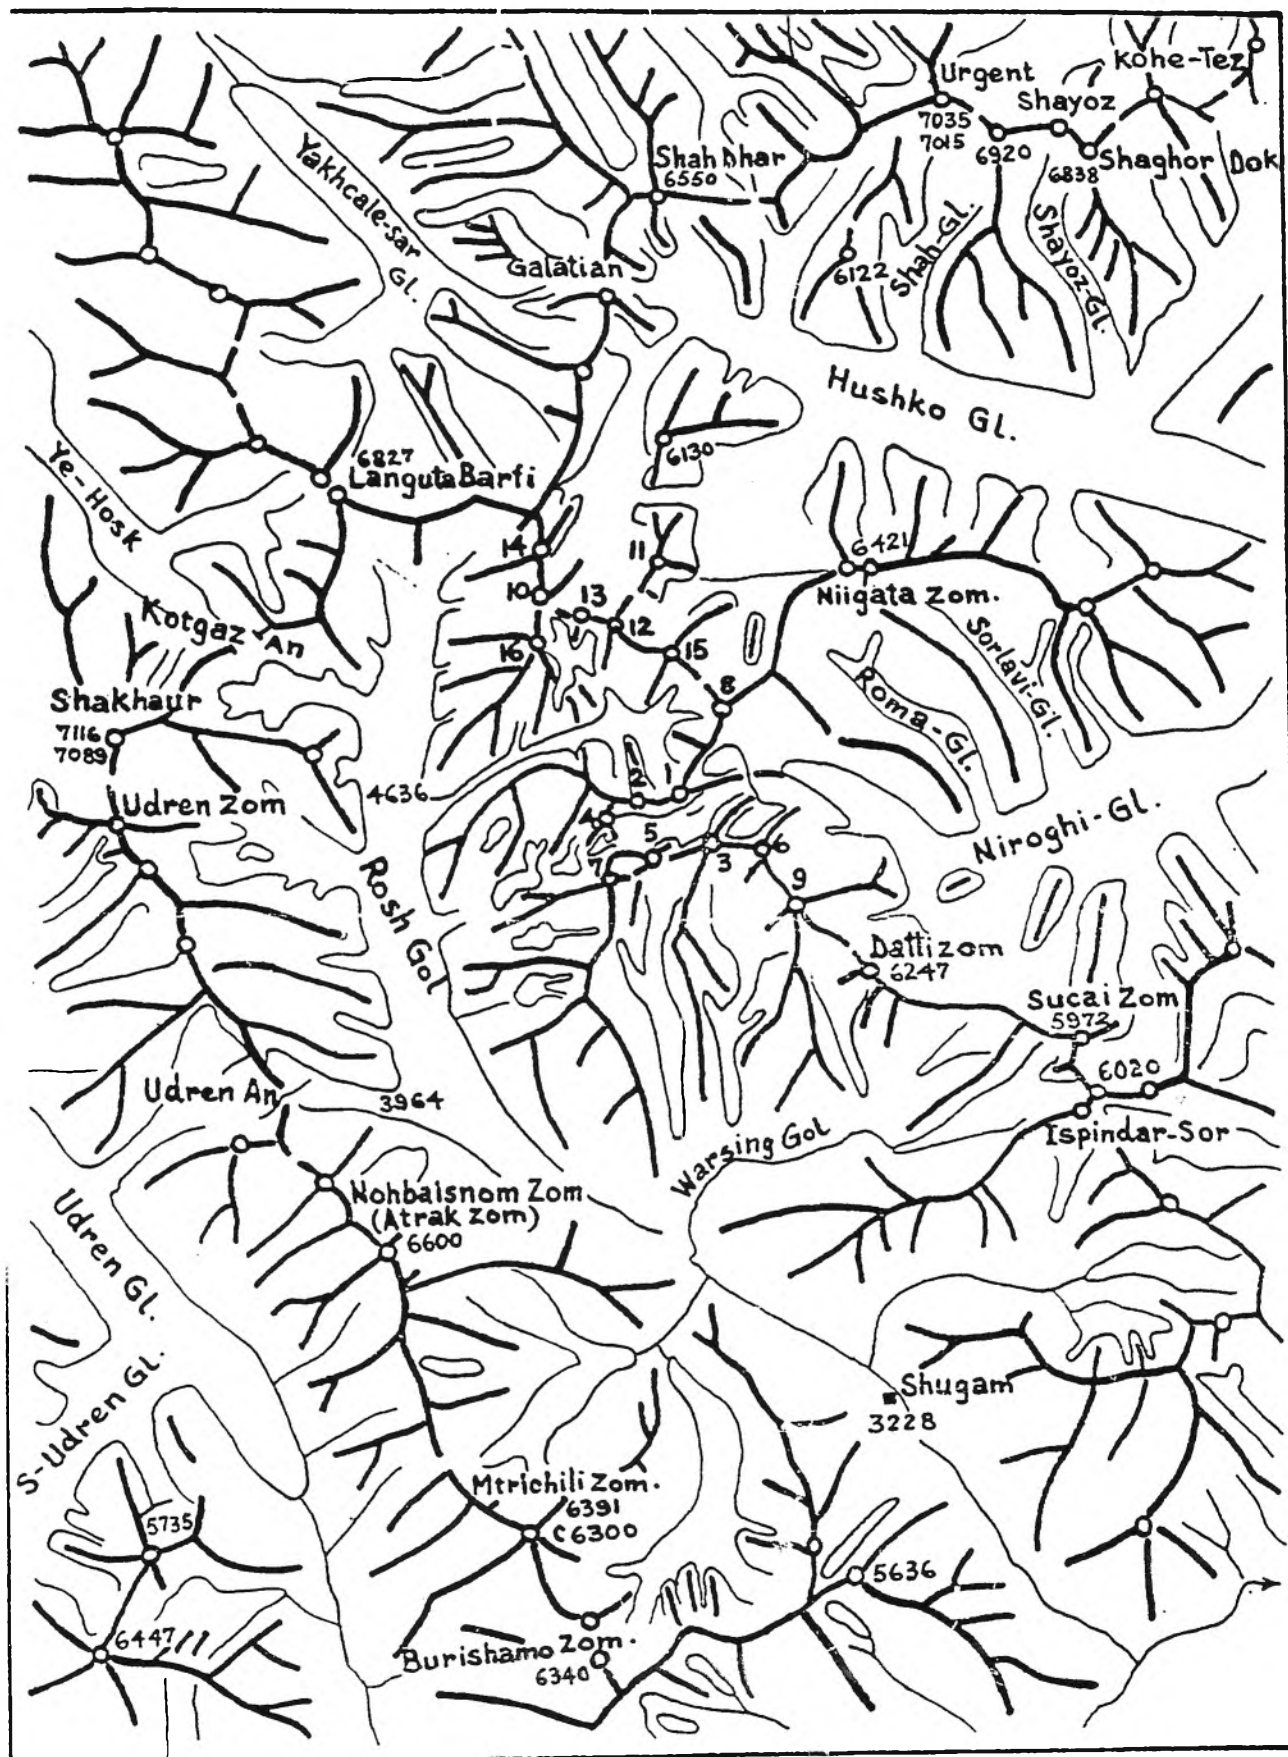 Kohe-Tez
Urgent
7035
7015
Shayoz
6920
6838
Shaghor Dok
Shah Dhar
6550
Yakhcale-sar
Gl.
Galatian
6122
Shah-Gl.
Shayoz-Gl.
Hushko Gl.
6130
6827
Languta Barfi
Ye-Hosk
14
11
10
13
12
16
15
8
6421
Niigata Zom.
Kotgaz An
Sorlavi-Gl.
Roma-Gl.
Shakhaur
7116
7089
4636
Udren Zom
2
4
5
7
3
6
9
Niroghi-Gl.
Rosh Gol
Dattizom
6247
Sucai Zom
5972
6020
Ispindar-Sor
Udren An
3964
Warsing Gol
Nohbaisnom Zom
(Atrak Zom)
6600
Udren Gl.
S-Udren Gl.
Shugam
3228
Mtrichili Zom.
6391
C6300
5735
5636
6447
Burishamo Zom.
6340